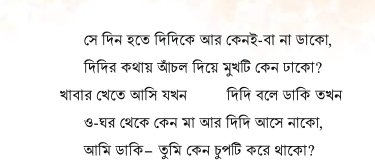 সে দিন হতে দিদিকে আর কেনই-বা না ডাকো,
দিদির কথায় আঁচল দিয়ে মুখটি কেন ঢাকো?
খাবার খেতে আসি যখন দিদি বলে ডাকি তখন
ও-ঘর থেকে কেন মা আর দিদি আসে নাকো,
আমি ডাকি– তুমি কেন চুপটি করে থাকো?